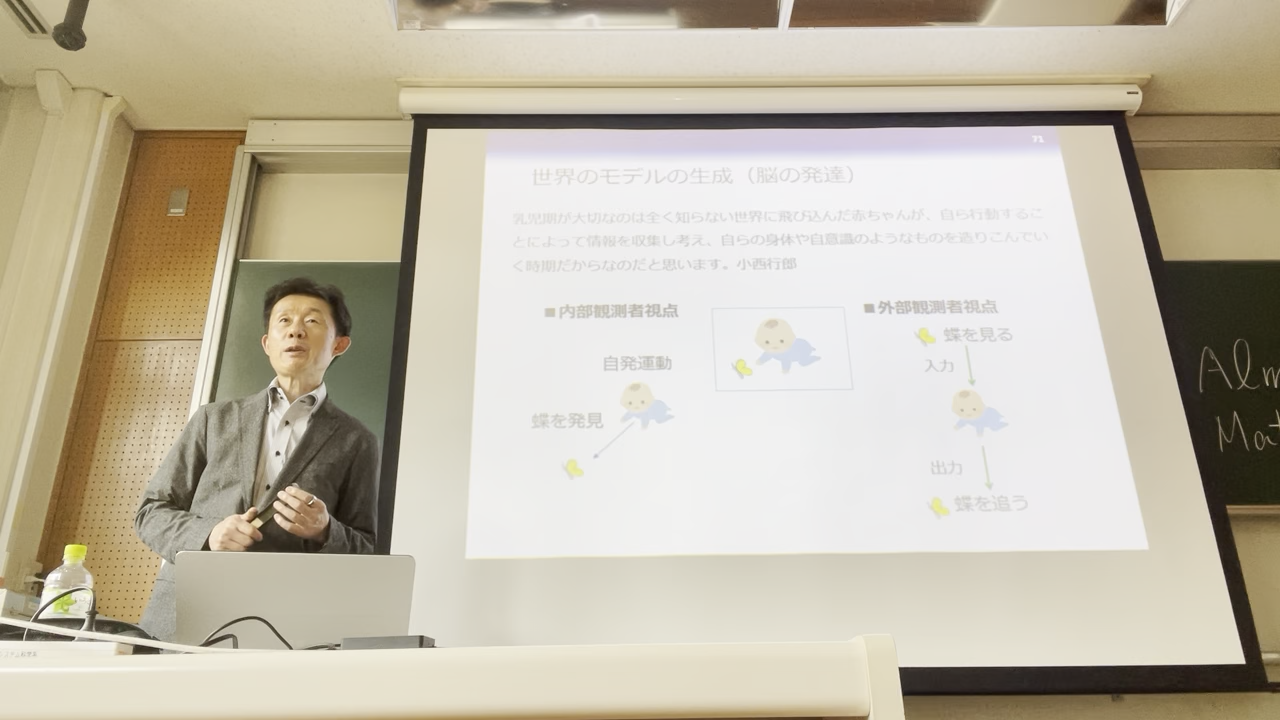 71
世界のモデルの生成（脳の発達）
乳児期が大切なのは全く知らない世界に飛び込んだ赤ちゃんが、自ら行動するこ
とによって情報を収集し考え、自らの身体や自意識のようなものを造りこんでい
く時期だからなのだと思います。小西行郎
■内部観測者視点
自発運動
蝶を発見
■外部観測者視点
蝶を見る
入力
出力
蝶を追う